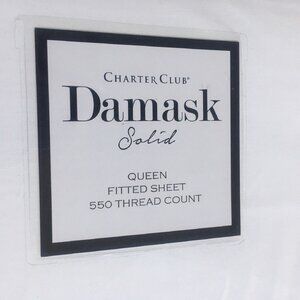 CHARTER CLUB®
Damask
Solid
QUEEN
FITTED SHEET
550 THREAD COUNT